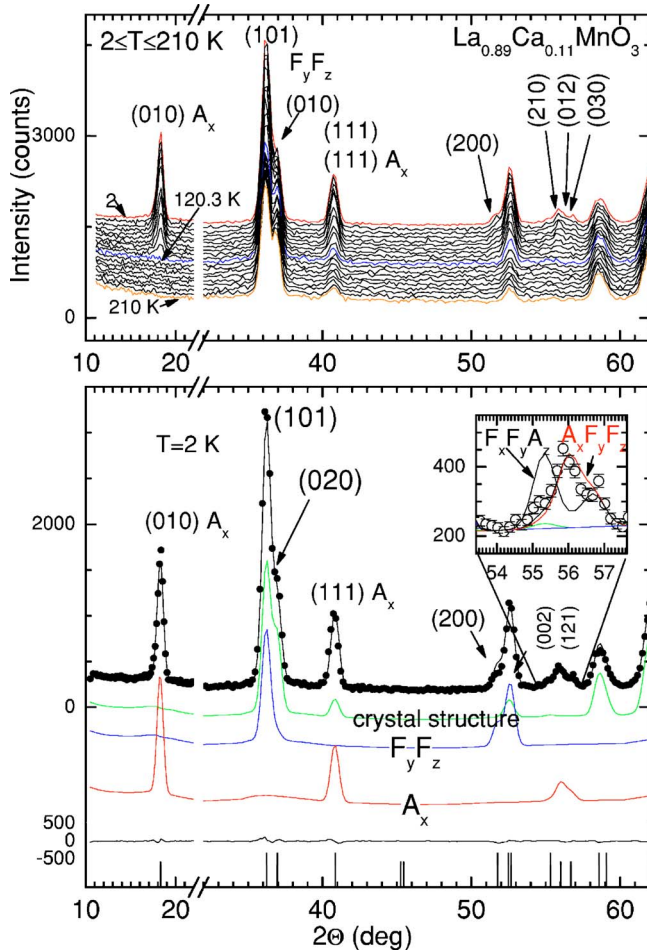 2≤T≤210 K
(101)
La0.89Ca0.11MnO3
FyFz
(010) Ax
(010)
(111)
(111) Ax
(200)
(210)
(012)
(030)
2
120.3 K
210 K
3000
0
Intensity (counts)
10 20 40 50 60
T=2 K
(101)
(020)
(010) Ax
(111) Ax
(200)
(002)
(121)
FxFyAz
AxFyFz
400
300
200
54 55 56 57
crystal structure
FyFz
Ax
2000
0
500
0
-500
10 20 40 50 60
2Θ (deg)